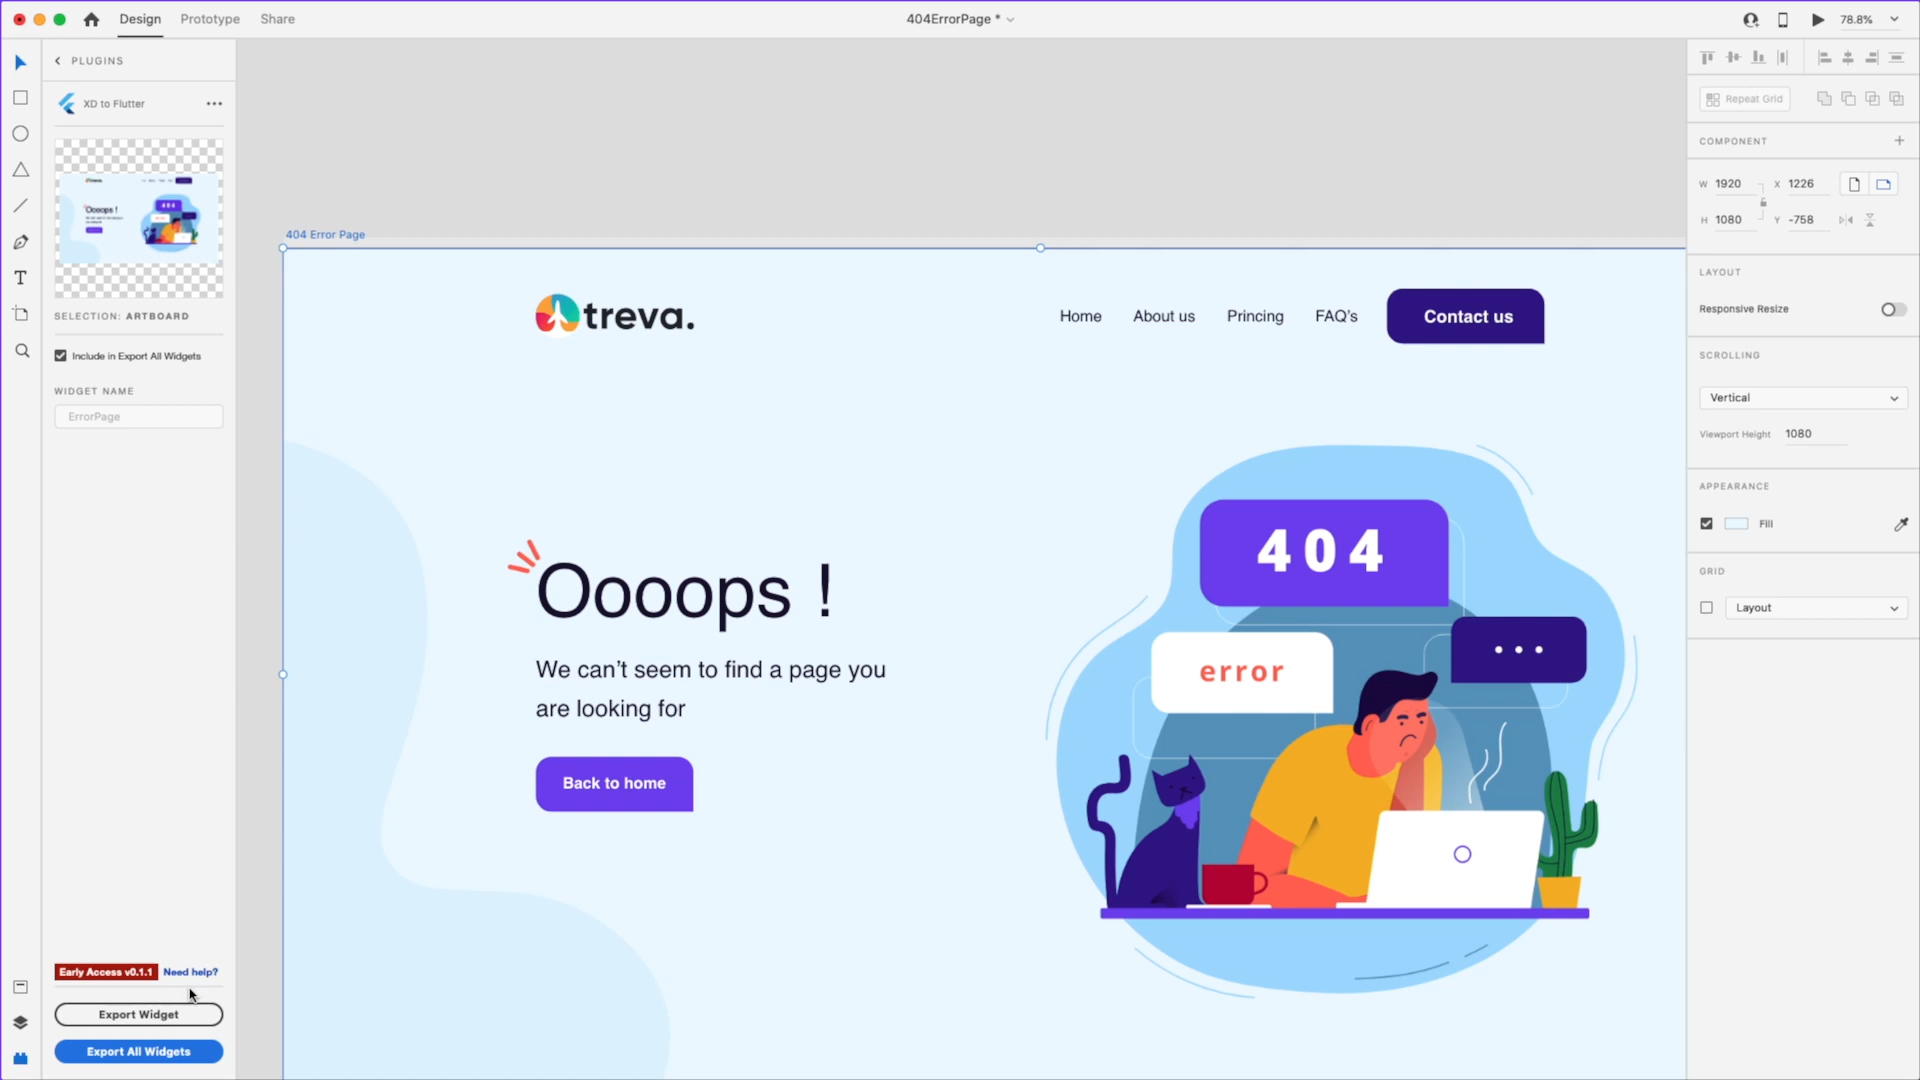 Design
Prototype
Share
404ErrorPage *
78.8%
PLUGINS
XD to Flutter
SELECTION: ARTBOARD
Include in Export All Widgets
WIDGET NAME
ErrorPage
Early Access v0.1.1
Need help?
Export Widget
Export All Widgets
404 Error Page
treva.
Home
About us
Princing
FAQ's
Contact us
Oooops !
We can't seem to find a page you
are looking for
Back to home
404
error
Repeat Grid
COMPONENT
W 1920
X 1226
H 1080
Y -758
LAYOUT
Responsive Resize
SCROLLING
Vertical
Viewport Height 1080
APPEARANCE
Fill
GRID
Layout